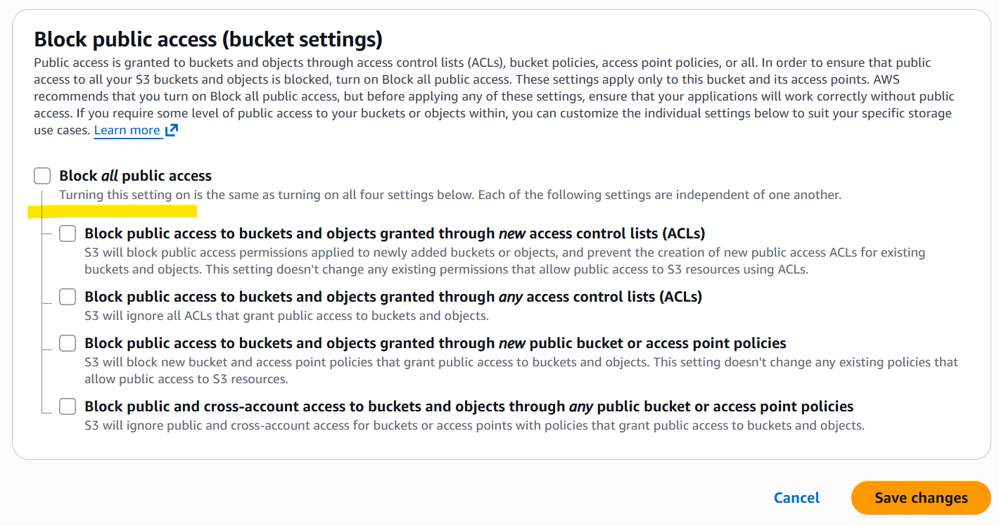 Block public access (bucket settings)
Public access is granted to buckets and objects through access control lists (ACLs), bucket policies, access point policies, or all. In order to ensure that public
access to all your S3 buckets and objects is blocked, turn on Block all public access. These settings apply only to this bucket and its access points. AWS
recommends that you turn on Block all public access, but before applying any of these settings, ensure that your applications will work correctly without public
access. If you require some level of public access to your buckets or objects within, you can customize the individual settings below to suit your specific storage
use cases. Learn more
Block all public access
Turning this setting on is the same as turning on all four settings below. Each of the following settings are independent of one another.
Block public access to buckets and objects granted through new access control lists (ACLs)
S3 will block public access permissions applied to newly added buckets or objects, and prevent the creation of new public access ACLs for existing
buckets and objects. This setting doesn't change any existing permissions that allow public access to S3 resources using ACLs.
Block public access to buckets and objects granted through any access control lists (ACLs)
S3 will ignore all ACLs that grant public access to buckets and objects.
Block public access to buckets and objects granted through new public bucket or access point policies
S3 will block new bucket and access point policies that grant public access to buckets and objects. This setting doesn't change any existing policies that
allow public access to S3 resources.
Block public and cross-account access to buckets and objects through any public bucket or access point policies
S3 will ignore public and cross-account access for buckets or access points with policies that grant public access to buckets and objects.
Cancel
Save changes